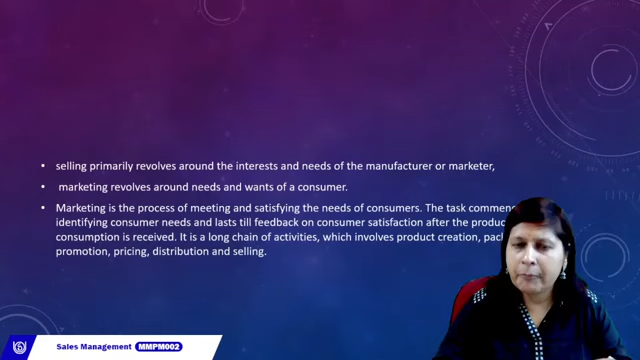 • selling primarily revolves around the interests and needs of the manufacturer or marketer,
• marketing revolves around needs and wants of a consumer.
• Marketing is the process of meeting and satisfying the needs of consumers. The task
identifying consumer needs and lasts till feedback on consumer satisfaction after the
consumption is received. It is a long chain of activities, which involves product creation,
promotion, pricing, distribution and selling.
Sales Management MMPM002